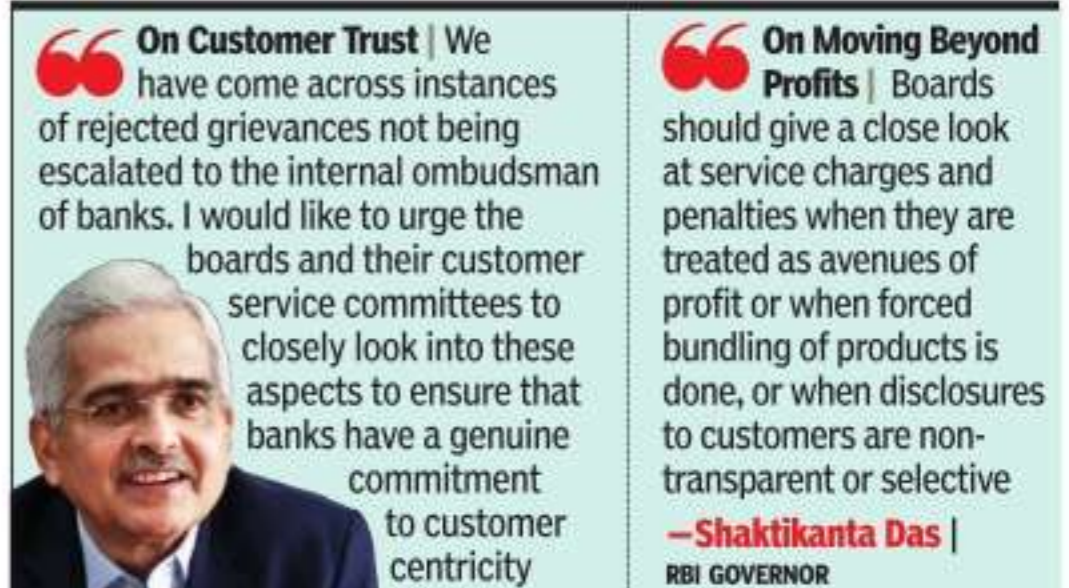 On Customer Trust | We
have come across instances
of rejected grievances not being
escalated to the internal ombudsman
of banks. I would like to urge the
boards and their customer
service committees to
closely look into these
aspects to ensure that
banks have a genuine
commitment
to customer
centricity
On Moving Beyond
Profits | Boards
should give a close look
at service charges and
penalties when they are
treated as avenues of
profit or when forced
bundling of products is
done, or when disclosures
to customers are non-
transparent or selective
—Shaktikanta Das |
RBI GOVERNOR